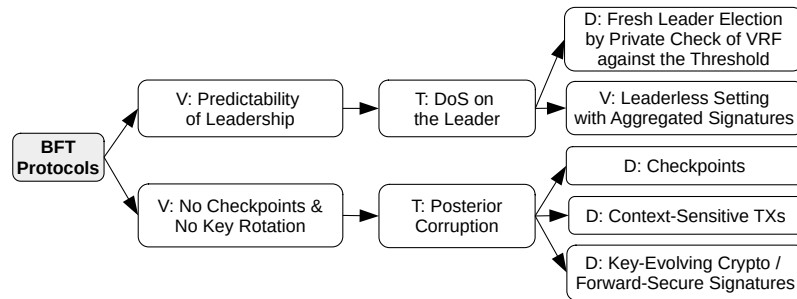 BFT
Protocols
V: Predictability
of Leadership
T: DoS on
the Leader
D: Fresh Leader Election
by Private Check of VRF
against the Threshold
V: Leaderless Setting
with Aggregated Signatures
V: No Checkpoints &
No Key Rotation
T: Posterior
Corruption
D: Checkpoints
D: Context-Sensitive TXs
D: Key-Evolving Crypto /
Forward-Secure Signatures